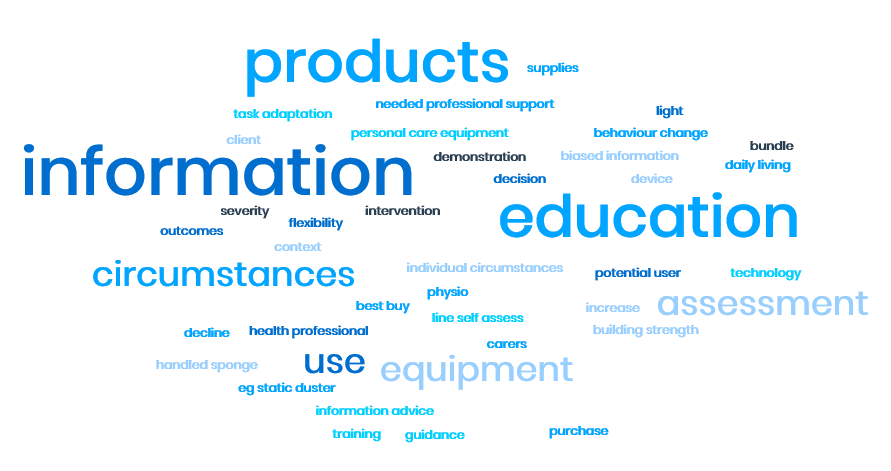 products
supplies
needed professional support
task adaptation
light
personal care equipment
behaviour change
client
bundle
information
demonstration
biased information
daily living
decision
device
education
severity
intervention
flexibility
outcomes
context
circumstances
individual circumstances
potential user
technology
physio
best buy
increase
assessment
line self assess
building strength
decline
health professional
carers
handled sponge
use
equipment
eg static duster
information advice
training
guidance
purchase